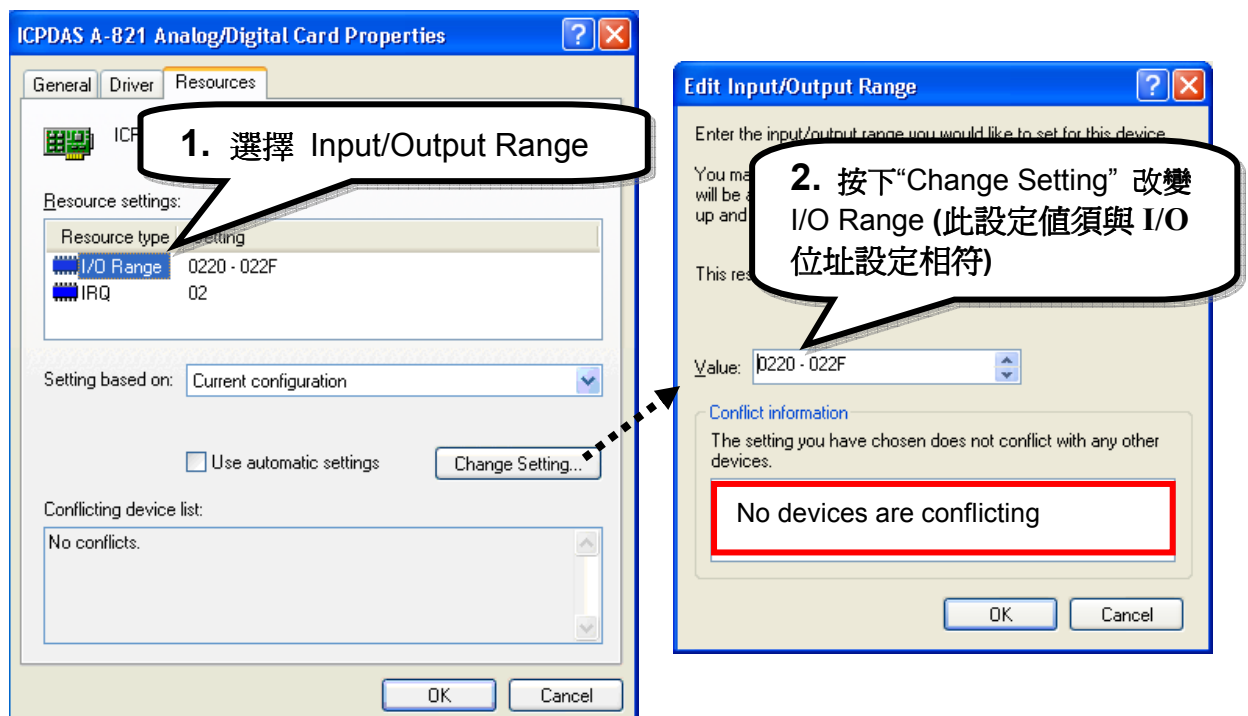 ICPDAS A-821 Analog/Digital Card Properties
General Driver Resources
ICP
1. 選擇 Input/Output Range
Resource settings:
Resource type Setting
I/O Range 0220 - 022F
IRQ 02
Setting based on: Current configuration
Use automatic settings Change Setting...
Conflicting device list:
No conflicts.
OK Cancel
Edit Input/Output Range
Enter the input/output range you would like to set for this device.
You ma
will be a
up and
2. 按下“Change Setting” 改變
I/O Range (此設定值須與 I/O
位址設定相符)
This res
Value: 0220 - 022F
Conflict information
The setting you have chosen does not conflict with any other
devices.
No devices are conflicting
OK Cancel